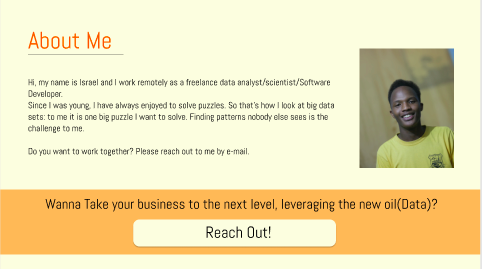 About Me
Hi, my name is Israel and I work remotely as a freelance data analyst/scientist/Software
Developer.
Since I was young, I have always enjoyed to solve puzzles. So that's how I look at big data
sets: to me it is one big puzzle I want to solve. Finding patterns nobody else sees is the
challenge to me.
Do you want to work together? Please reach out to me by e-mail.
Wanna Take your business to the next level, leveraging the new oil(Data)?
Reach Out!